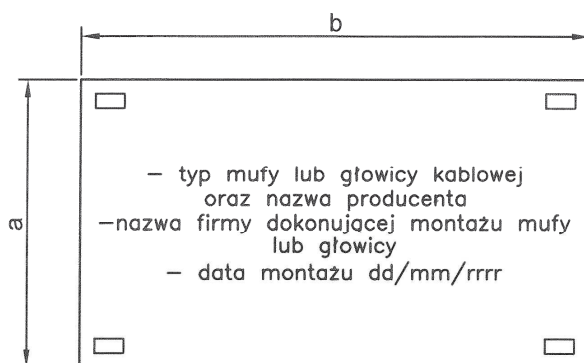 b
a
– typ mufy lub głowicy kablowej
oraz nazwa producenta
–nazwa firmy dokonującej montażu mufy
lub głowicy
– data montażu dd/mm/rrrr